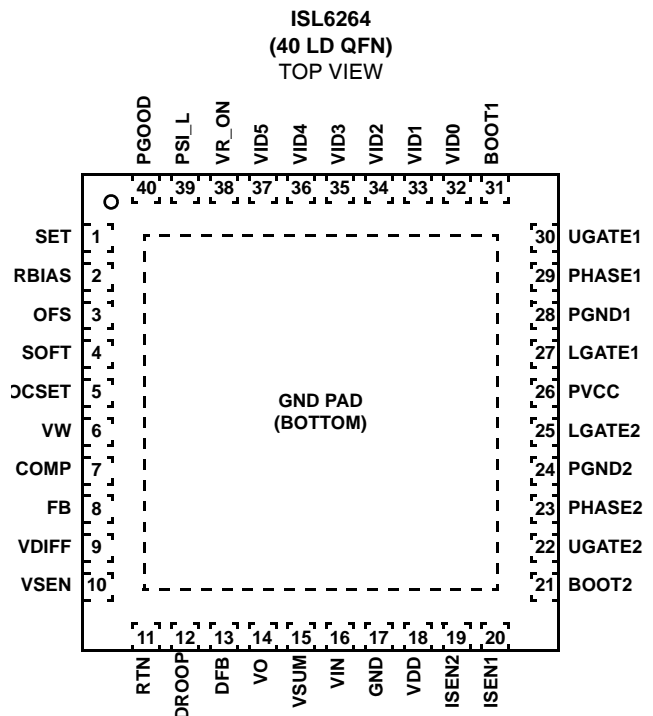 ISL6264
(40 LD QFN)
TOP VIEW
PGOOD PSI_L VR_ON VID5 VID4 VID3 VID2 VID1 VID0 BOOT1
40 39 38 37 36 35 34 33 32 31
SET 1 30 UGATE1
RBIAS 2 29 PHASE1
OFS 3 28 PGND1
SOFT 4 27 LGATE1
OCSET 5 26 PVCC
VW 6 25 LGATE2
COMP 7 24 PGND2
FB 8 23 PHASE2
VDIFF 9 22 UGATE2
VSEN 10 21 BOOT2
GND PAD
(BOTTOM)
11 12 13 14 15 16 17 18 19 20
RTN DROOP DFB VO VSUM VIN GND VDD ISEN2 ISEN1